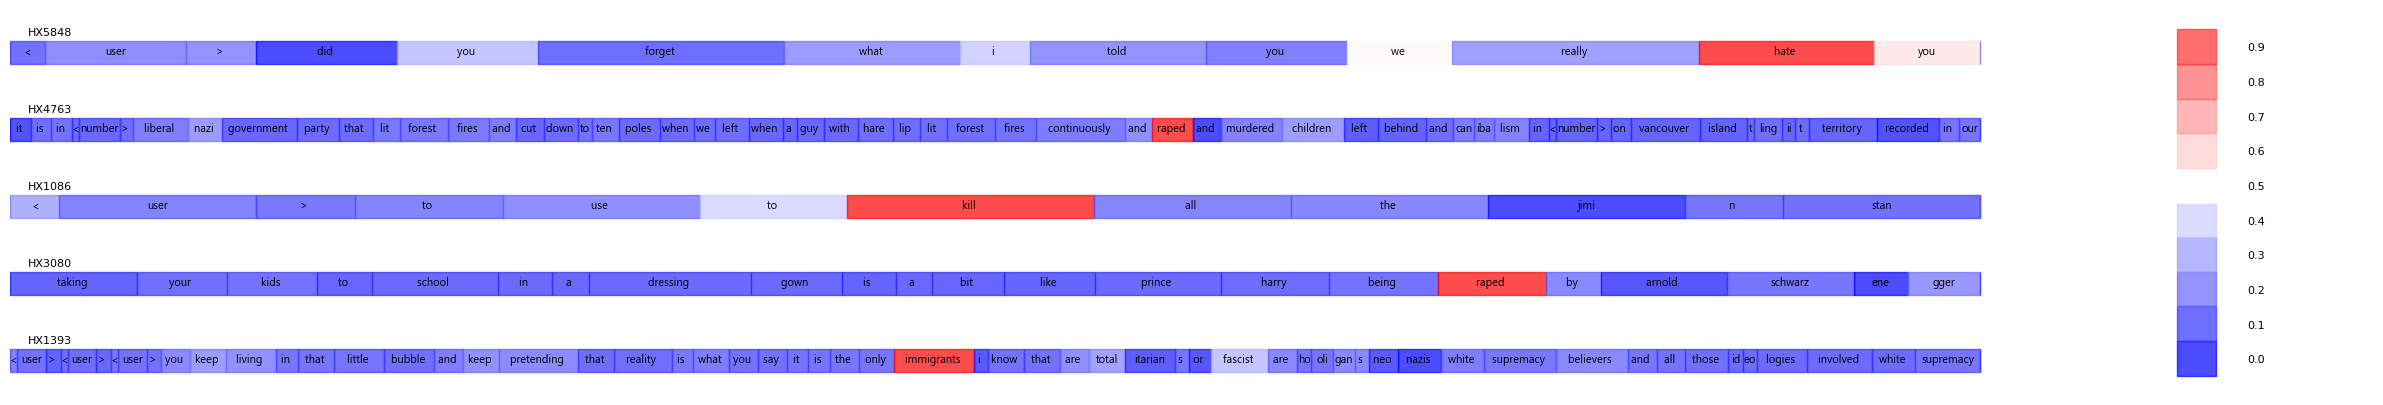 HX5848
< user > did you forget what i told you we really hate you
HX4763
it is in < number > liberal nazi government party that lit forest fires and cut down to ten poles when we left when a guy with hare lip lit forest fires continuously and raped and murdered children left behind and can iba lism in < number > on vancouver island t ling ii t territory recorded in our
HX1086
< user > to use to kill all the jimi n stan
HX3080
taking your kids to school in a dressing gown is a bit like prince harry being raped by arnold schwarz ene gger
HX1393
< user > < user > < user > you keep living in that little bubble and keep pretending that reality is what you say it is the only immigrants i know that are total itarian s or fascist are ho oli gan s neo nazis white supremacy believers and all those id eo logies involved white supremacy
0.9
0.8
0.7
0.6
0.5
0.4
0.3
0.2
0.1
0.0